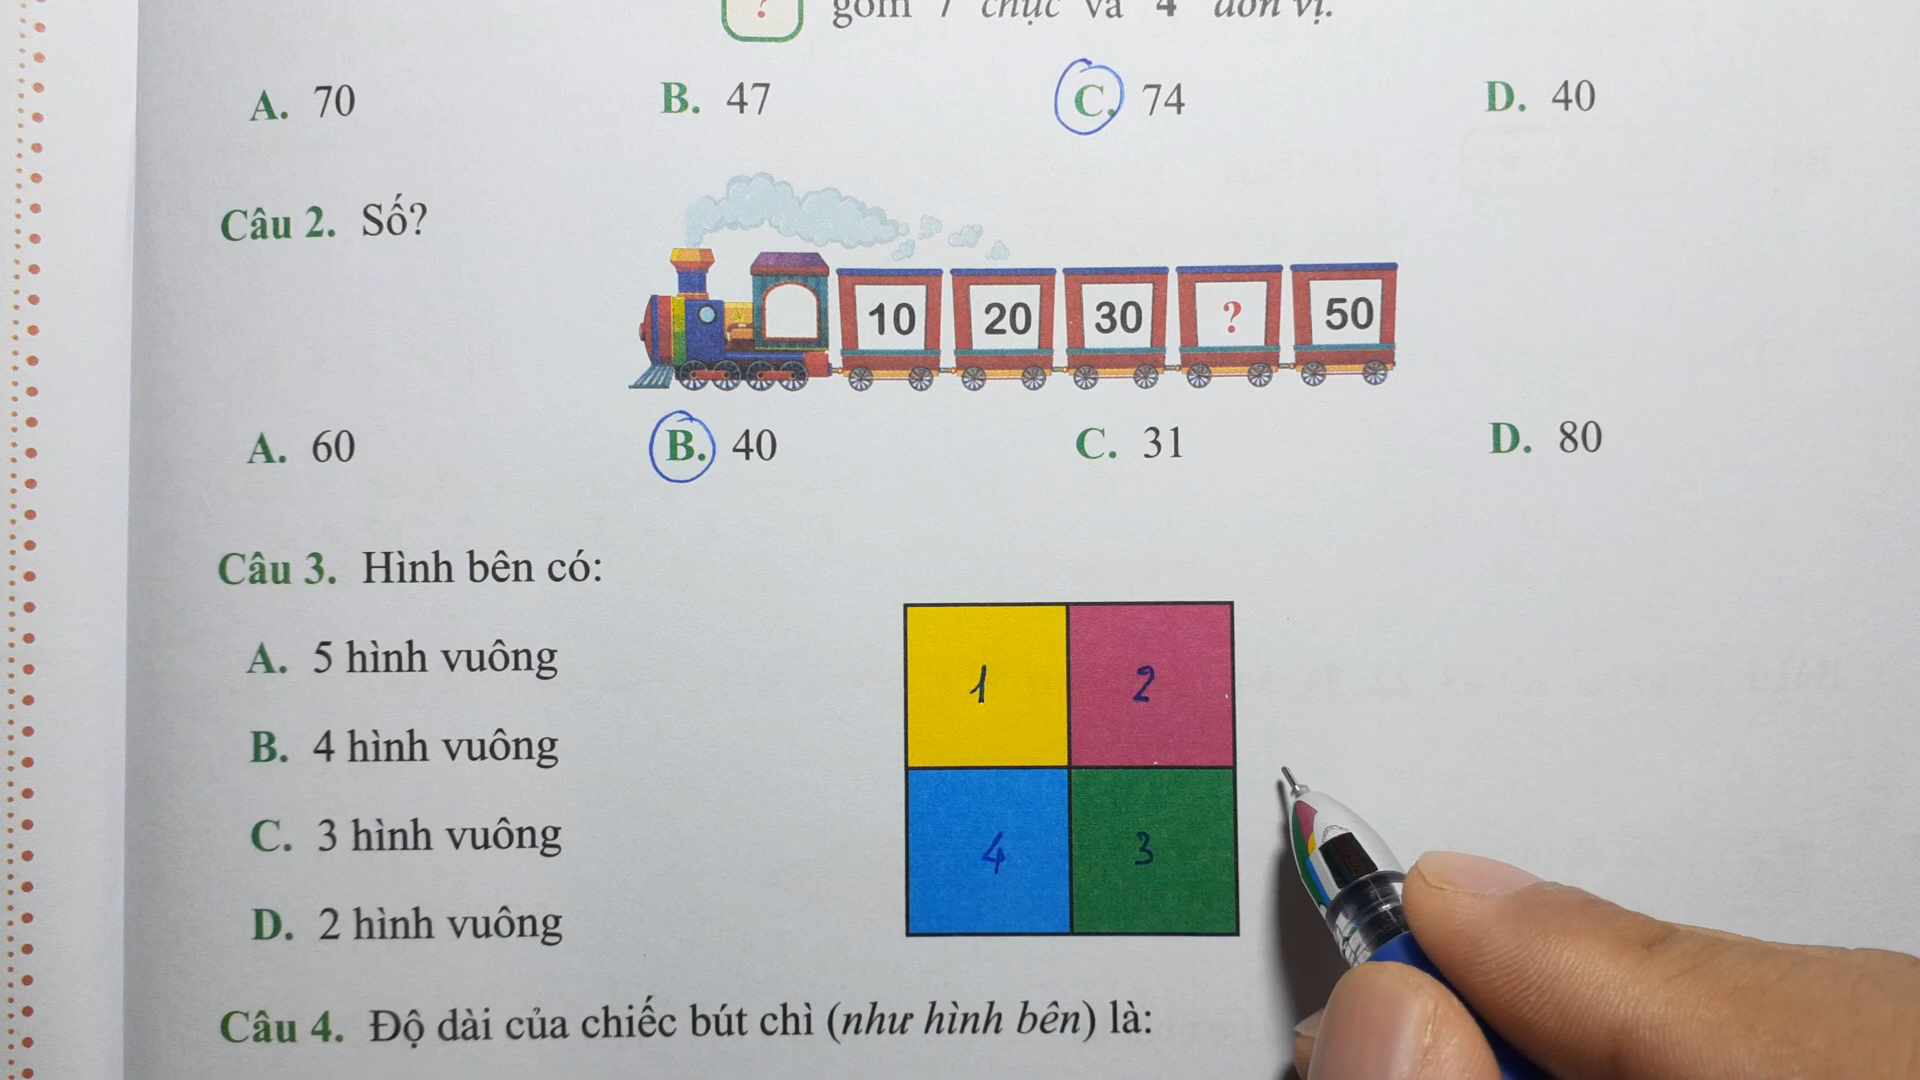 ? gồm 7 chục và 4 đơn vị.
A. 70 B. 47 C. 74 D. 40
Câu 2. Số?
10 20 30 ? 50
A. 60 B. 40 C. 31 D. 80
Câu 3. Hình bên có:
A. 5 hình vuông
B. 4 hình vuông
C. 3 hình vuông
D. 2 hình vuông
1 2
4 3
Câu 4. Độ dài của chiếc bút chì (như hình bên) là: